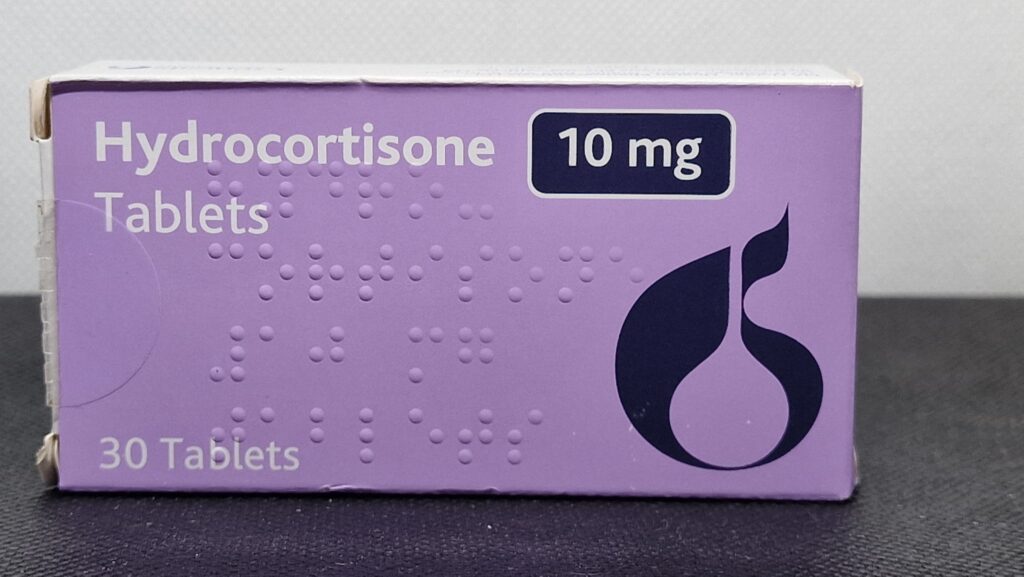 Hydrocortisone
10 mg
Tablets
30 Tablets